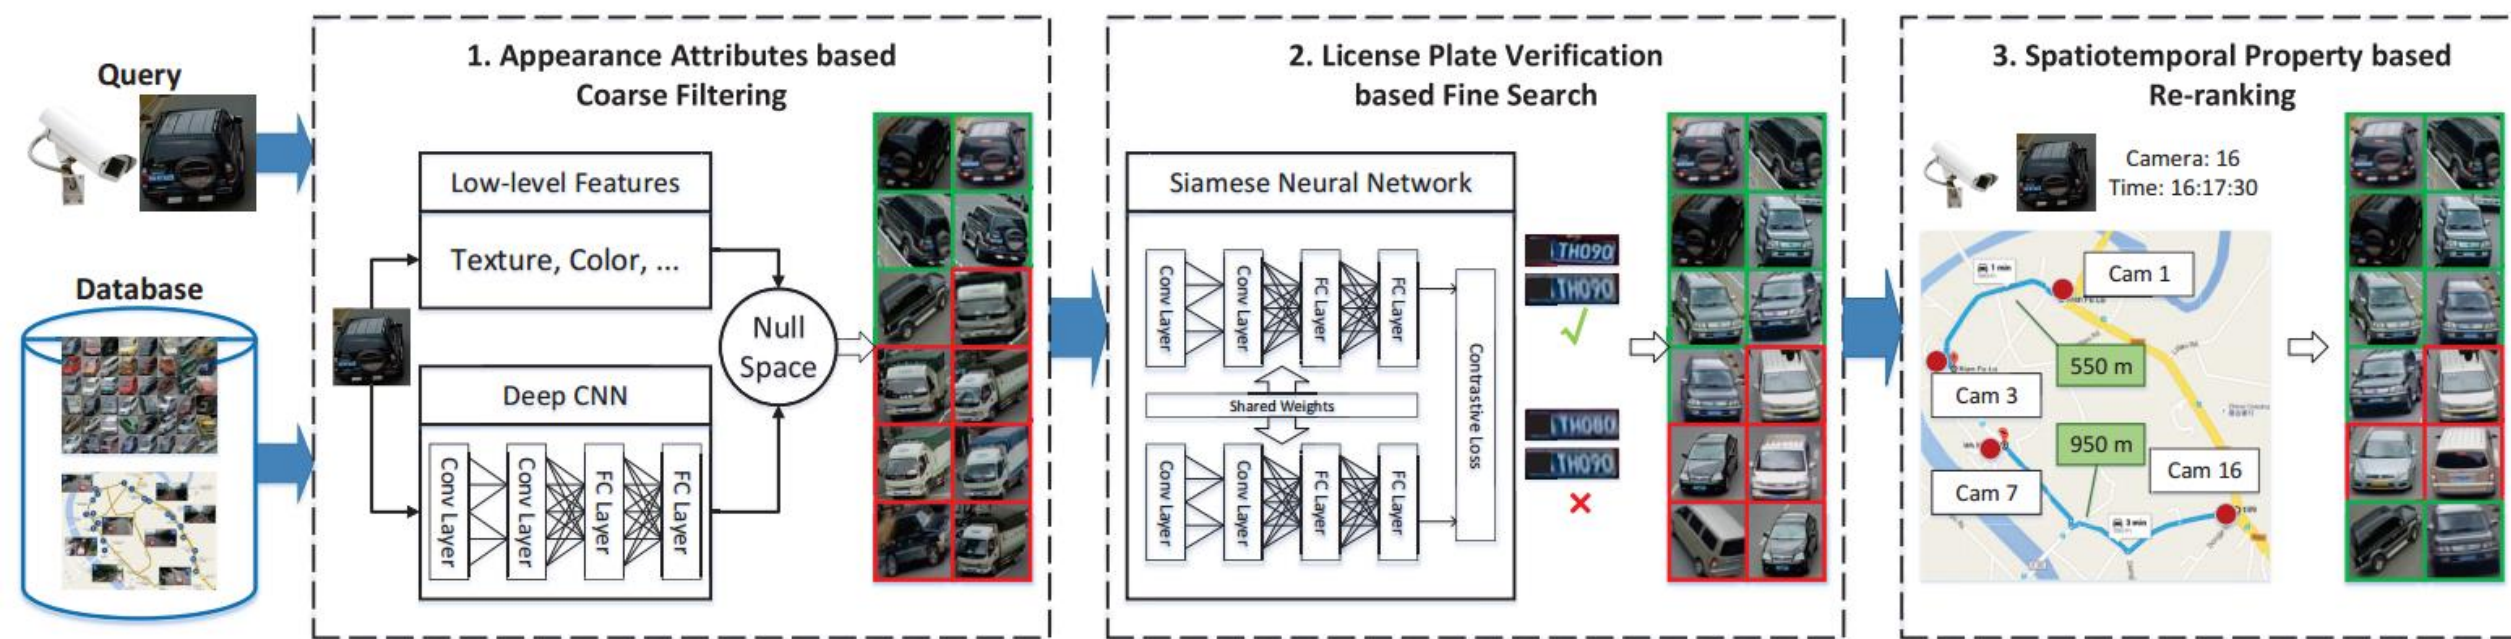 Query
Database
1. Appearance Attributes based
Coarse Filtering
Low-level Features
Texture, Color, ...
Deep CNN
Conv Layer
Conv Layer
FC Layer
FC Layer
Null
Space
2. License Plate Verification
based Fine Search
Siamese Neural Network
Conv Layer
Conv Layer
FC Layer
FC Layer
Shared Weights
Conv Layer
Conv Layer
FC Layer
FC Layer
Contrastive Loss
TH090
TH090
TH080
TH090
3. Spatiotemporal Property based
Re-ranking
Camera: 16
Time: 16:17:30
1 min
Cam 1
550 m
Cam 3
950 m
Cam 16
Cam 7
3 min